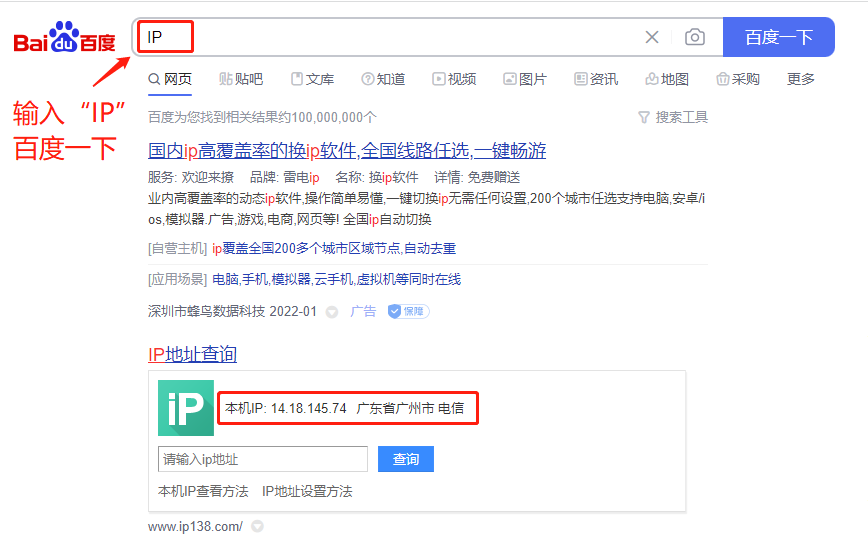 Bai du 百度
IP
百度一下
网页 贴吧 文库 知道 视频 图片 资讯 地图 采购 更多
输入“IP”
百度一下
百度为您找到相关结果约100,000,000个 搜索工具
国内ip高覆盖率的换ip软件,全国线路任选,一键畅游
服务: 欢迎来撩 品牌: 雷电ip 名称: 换ip软件 详情: 免费赠送
业内高覆盖率的动态ip软件,操作简单易懂,一键切换ip无需任何设置,200个城市任选支持电脑,安卓/i
os,模拟器.广告,游戏,电商,网页等! 全国ip自动切换
[自营主机] ip覆盖全国200多个城市区域节点,自动去重
[应用场景] 电脑,手机,模拟器,云手机,虚拟机等同时在线
深圳市蜂鸟数据科技 2022-01 广告 保障
IP地址查询
iP
本机IP: 14.18.145.74 广东省广州市 电信
请输入ip地址 查询
本机IP查看方法 IP地址设置方法
www.ip138.com/